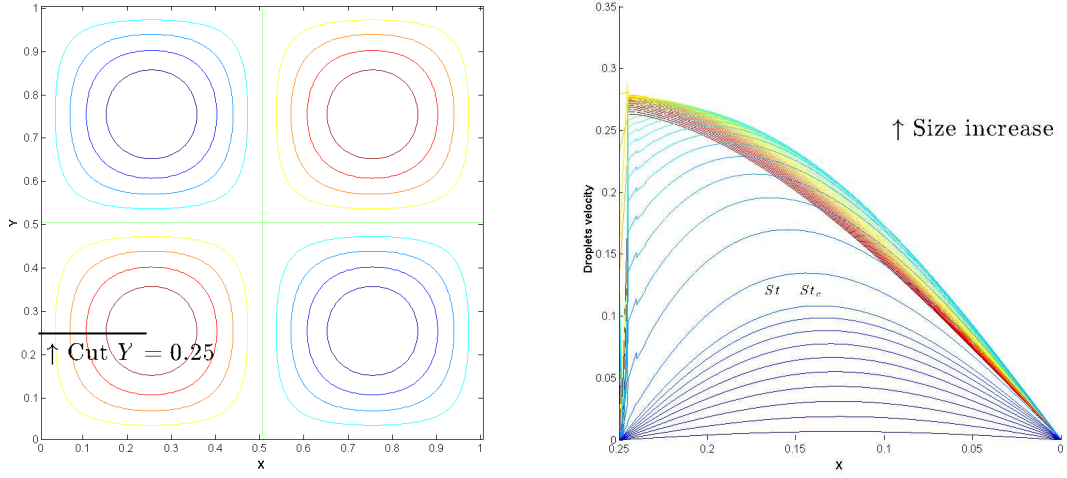 1
0.9
0.8
0.7
0.6
0.5
0.4
0.3
0.2
0.1
0
Y
↑ Cut Y = 0.25
0 0.1 0.2 0.3 0.4 0.5 0.6 0.7 0.8 0.9 1
X
0.35
0.3
0.25
0.2
0.15
0.1
0.05
0
Droplets velocity
↑ Size increase
St St_c
0.25 0.2 0.15 0.1 0.05 0
X